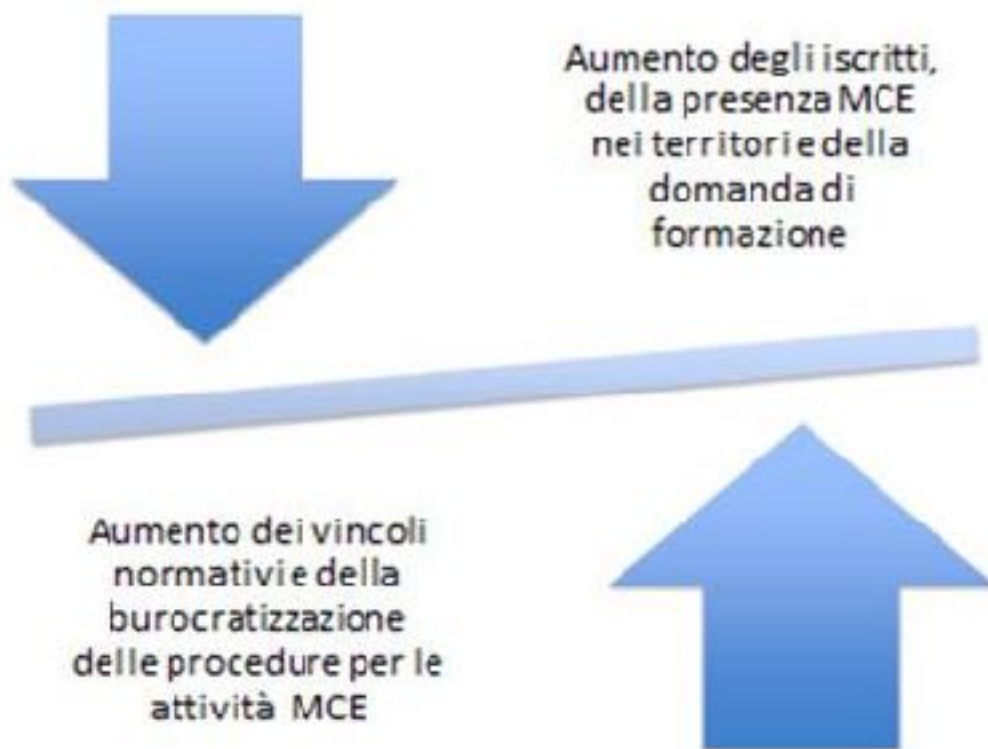 Aumento degli iscritti,
della presenza MCE
nei territori e della
domanda di
formazione
Aumento dei vincoli
normativi e della
burocratizzazione
delle procedure per le
attività MCE